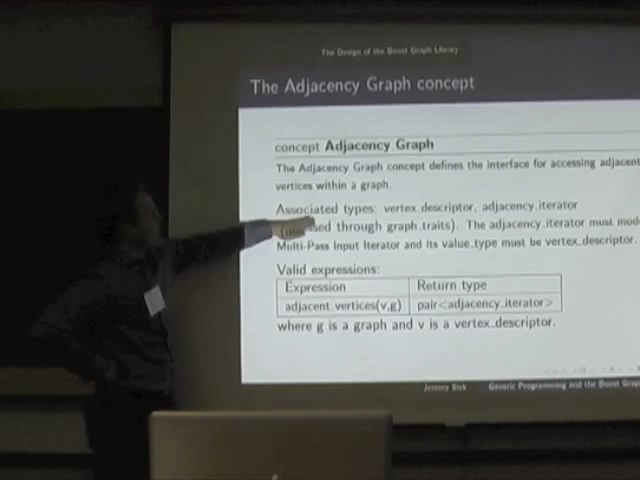 The Design of the Boost Graph Library
The Adjacency Graph concept
concept Adjacency Graph
The Adjacency Graph concept defines the interface for accessing adjacent
vertices within a graph.
Associated types: vertex_descriptor, adjacency_iterator
through graph_traits). The adjacency_iterator must
Multi-Pass Input Iterator and its value_type must be vertex_descriptor.
Valid expressions:
Expression Return type
adjacent_vertices(v,g) pair<adjacency_iterator>
where g is a graph and v is a vertex_descriptor.
Jeremy Siek Generic Programming and the Boost